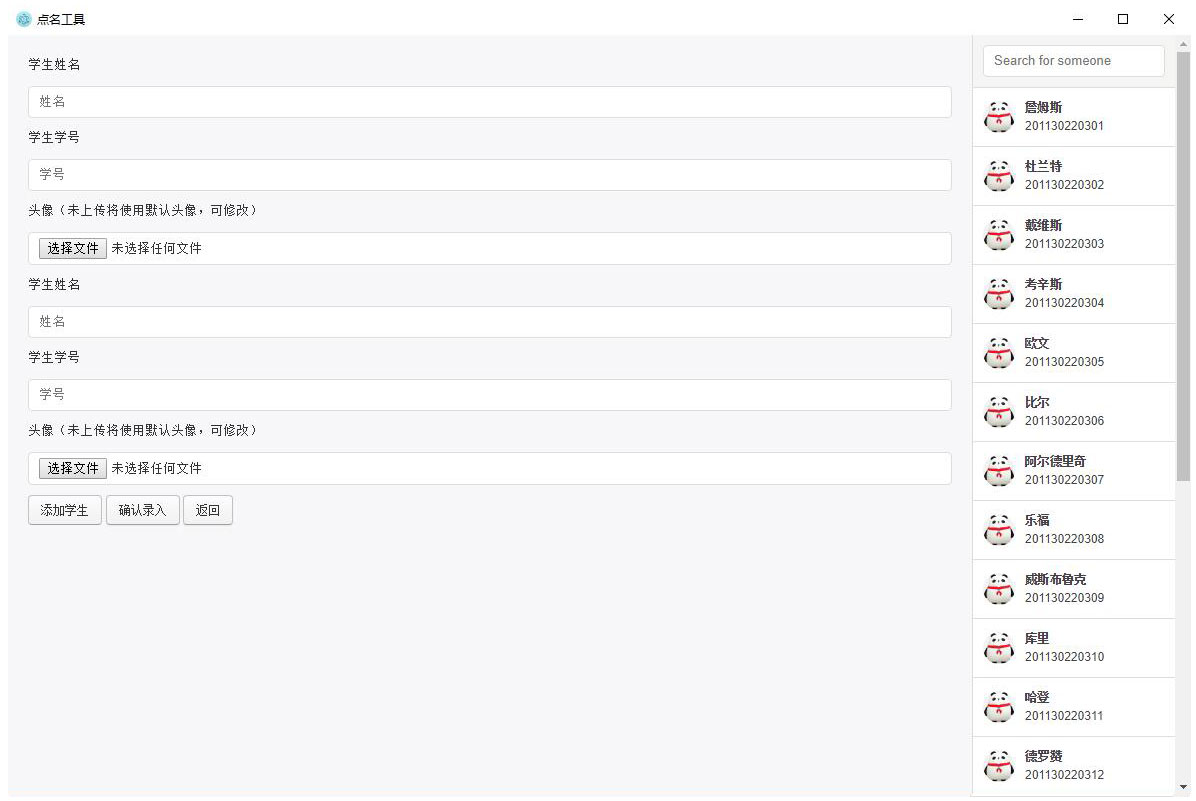 点名工具
学生姓名
姓名
学生学号
学号
头像（未上传将使用默认头像，可修改）
选择文件 未选择任何文件
学生姓名
姓名
学生学号
学号
头像（未上传将使用默认头像，可修改）
选择文件 未选择任何文件
添加学生 确认录入 返回
Search for someone
詹姆斯
201130220301
杜兰特
201130220302
戴维斯
201130220303
考辛斯
201130220304
欧文
201130220305
比尔
201130220306
阿尔德里奇
201130220307
乐福
201130220308
威斯布鲁克
201130220309
库里
201130220310
哈登
201130220311
德罗赞
201130220312